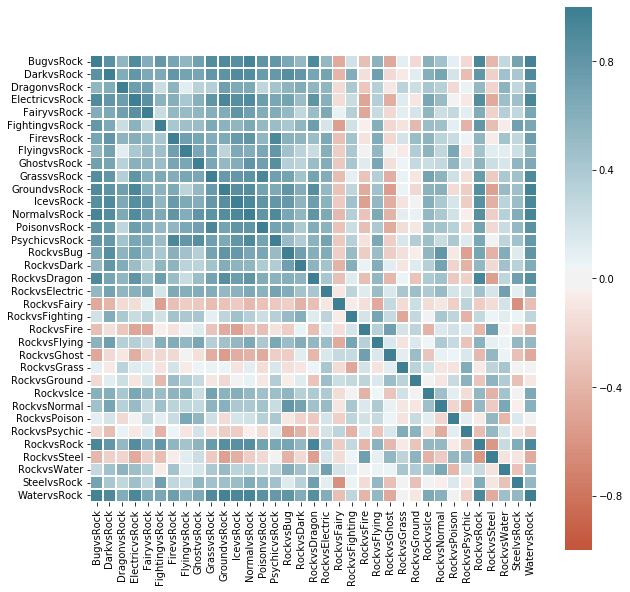 BugvsRock
DarkvsRock
DragonvsRock
ElectricvsRock
FairyvsRock
FightingvsRock
FirevsRock
FlyingvsRock
GhostvsRock
GrassvsRock
GroundvsRock
IcevsRock
NormalvsRock
PoisonvsRock
PsychicvsRock
RockvsBug
RockvsDark
RockvsDragon
RockvsElectric
RockvsFairy
RockvsFighting
RockvsFire
RockvsFlying
RockvsGhost
RockvsGrass
RockvsGround
RockvsIce
RockvsNormal
RockvsPoison
RockvsPsychic
RockvsRock
RockvsSteel
RockvsWater
SteelvsRock
WatervsRock
BugvsRock
DarkvsRock
DragonvsRock
ElectricvsRock
FairyvsRock
FightingvsRock
FirevsRock
FlyingvsRock
GhostvsRock
GrassvsRock
GroundvsRock
IcevsRock
NormalvsRock
PoisonvsRock
PsychicvsRock
RockvsBug
RockvsDark
RockvsDragon
RockvsElectric
RockvsFairy
RockvsFighting
RockvsFire
RockvsFlying
RockvsGhost
RockvsGrass
RockvsGround
RockvsIce
RockvsNormal
RockvsPoison
RockvsPsychic
RockvsRock
RockvsSteel
RockvsWater
SteelvsRock
WatervsRock
0.8
0.4
0.0
−0.4
−0.8